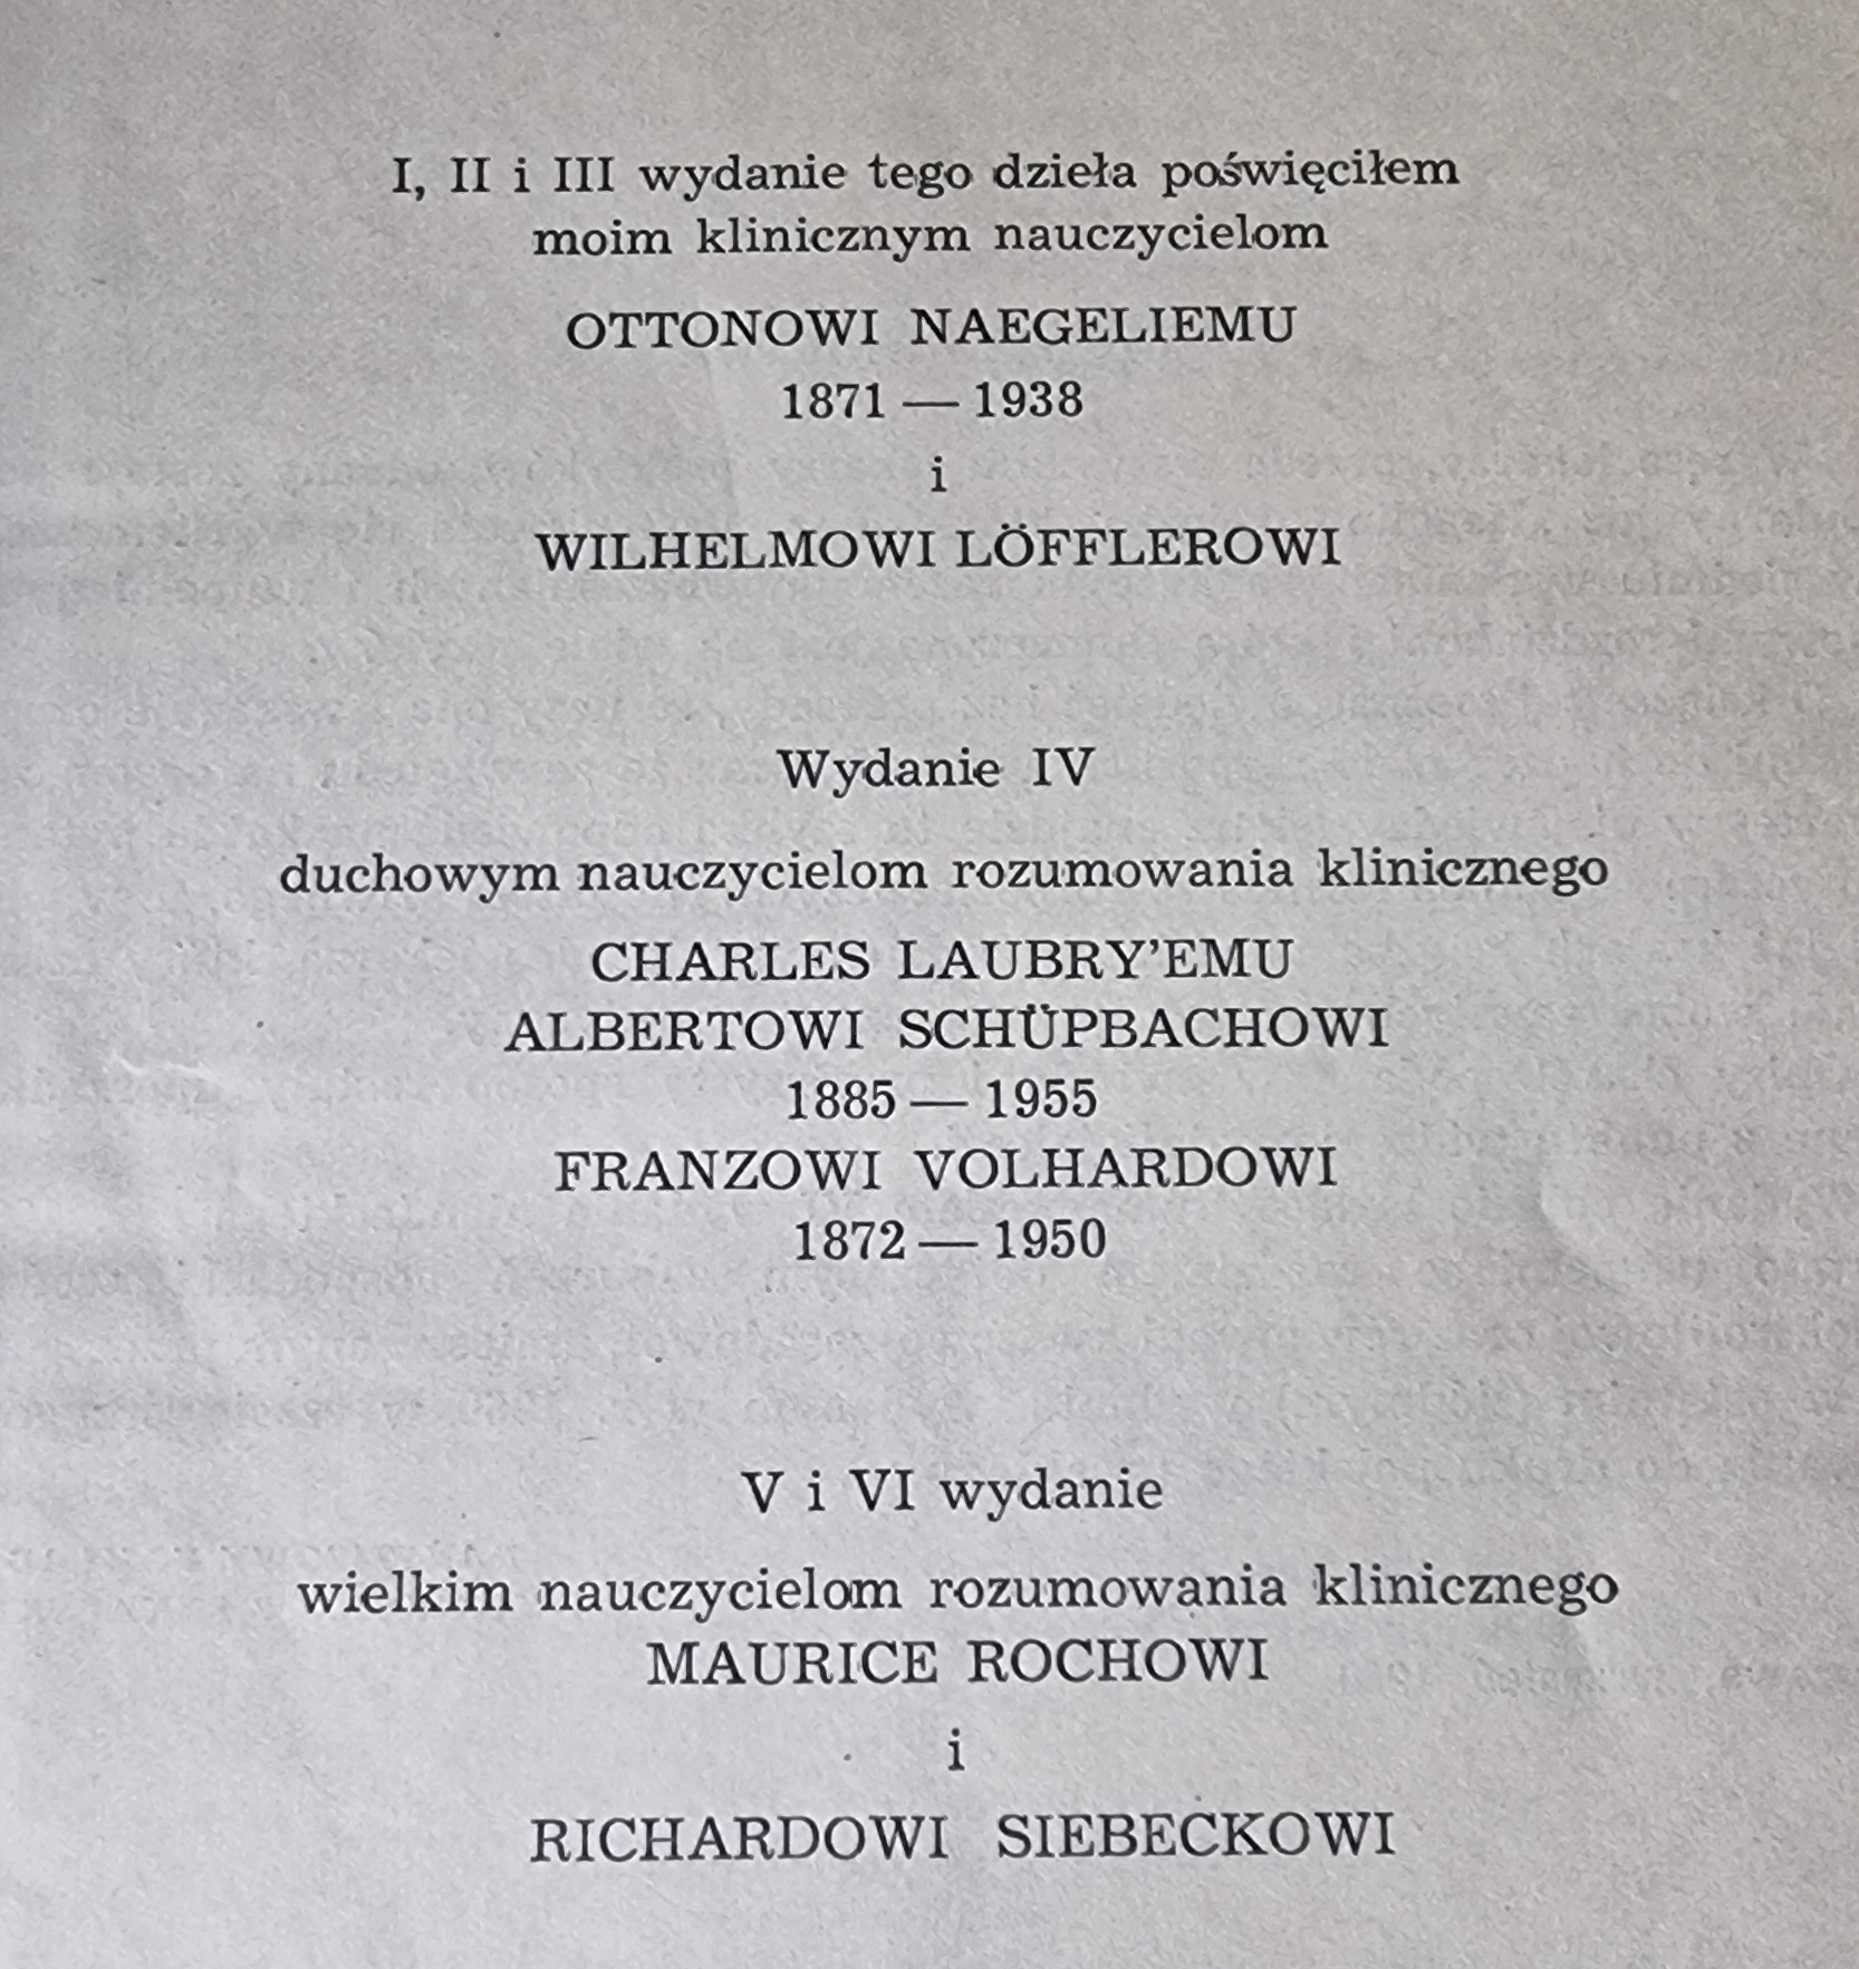 I, II i III wydanie tego dzieła poświęciłem
moim klinicznym nauczycielom
OTTONOWI NAEGELIEMU
1871 — 1938
i
WILHELMOWI LÖFFLEROWI
Wydanie IV
duchowym nauczycielom rozumowania klinicznego
CHARLES LAUBRY'EMU
ALBERTOWI SCHÜPBACHOWI
1885 — 1955
FRANZOWI VOLHARDOWI
1872 — 1950
V i VI wydanie
wielkim nauczycielom rozumowania klinicznego
MAURICE ROCHOWI
i
RICHARDOWI SIEBECKOWI